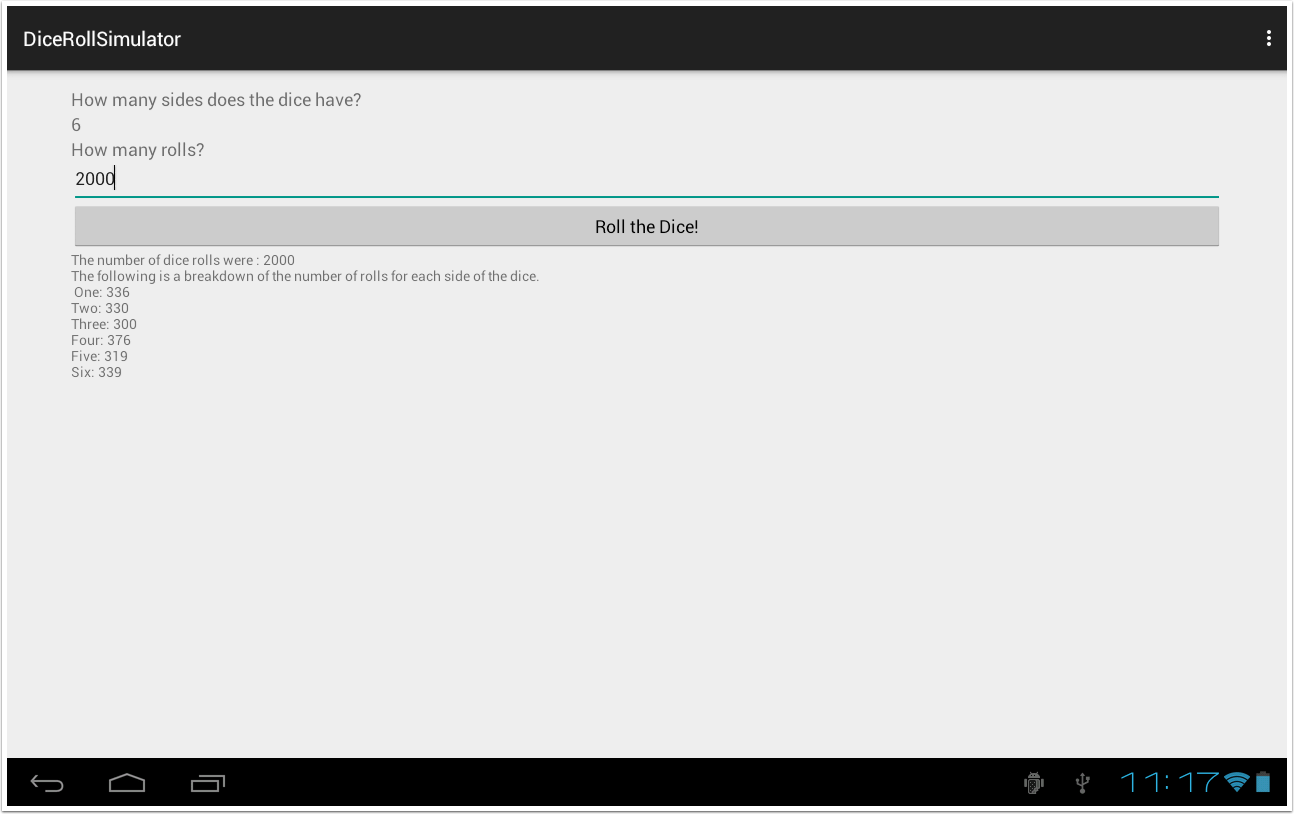 DiceRollSimulator
How many sides does the dice have?
6
How many rolls?
2000
Roll the Dice!
The number of dice rolls were : 2000
The following is a breakdown of the number of rolls for each side of the dice.
One: 336
Two: 330
Three: 300
Four: 376
Five: 319
Six: 339
11:17